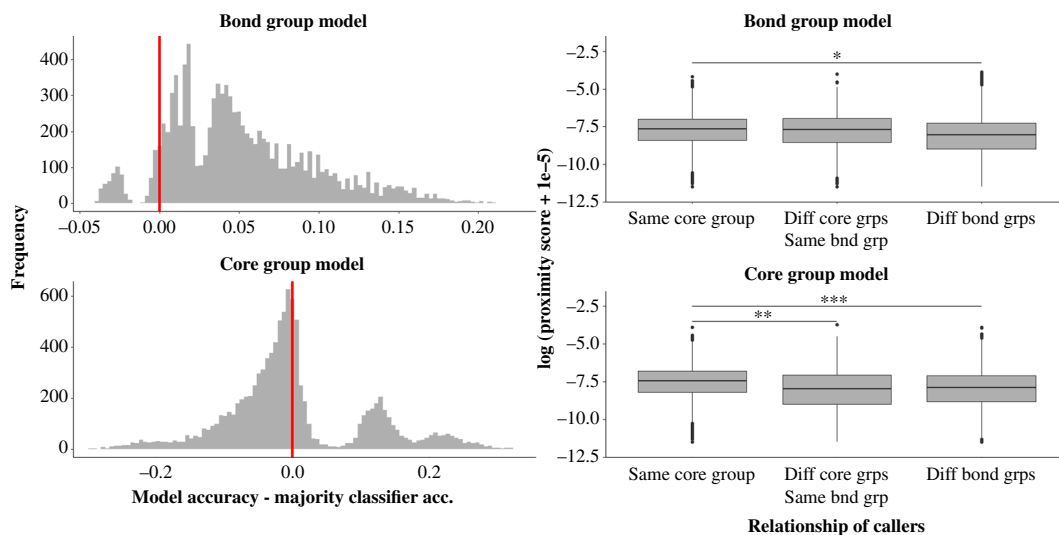 Bond group model
Frequency
400
300
200
100
0
−0.05
0.00
0.05
0.10
0.15
0.20
Core group model
600
400
200
0
−0.2
0.0
0.2
Model accuracy - majority classifier acc.
Bond group model
log (proximity score + 1e−5)
−2.5
−5.0
−7.5
−10.0
−12.5
*
Same core group
Diff core grps
Same bnd grp
Diff bond grps
Core group model
−2.5
−5.0
−7.5
−10.0
−12.5
***
**
Same core group
Diff core grps
Same bnd grp
Diff bond grps
Relationship of callers